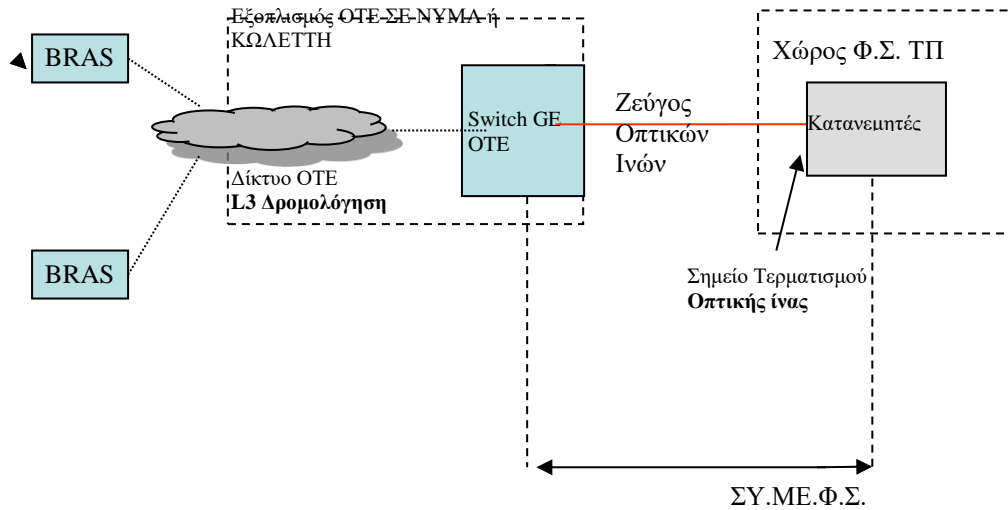 Εξοπλισμός ΟΤΕ ΣΕ ΝΥΜΑ ή
ΚΩΛΕΤΤΗ
BRAS
Χώρος Φ.Σ. ΤΠ
Switch GE
ΟΤΕ
Ζεύγος
Οπτικών
Ινών
Κατανεμητές
Δίκτυο ΟΤΕ
L3 Δρομολόγηση
BRAS
Σημείο Τερματισμού
Οπτικής ίνας
ΣΥ.ΜΕ.Φ.Σ.